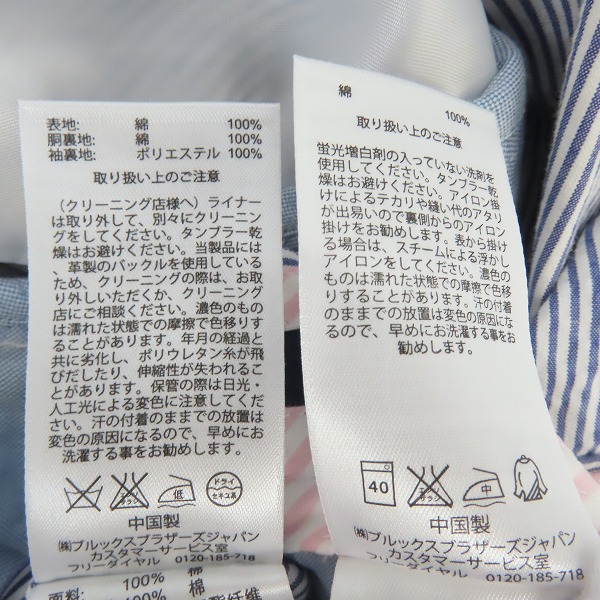 表地: 綿 100%
胴裏地: 綿 100%
袖裏地: ポリエステル 100%
取り扱い上のご注意
(クリーニング店様へ) ライナー
は取り外して、別々にクリーニン
グをしてください。タンブラー乾
燥はお避けください。当製品には
、革製のバックルを使用している
ため、クリーニングの際は、お取
り外しいただくか、クリーニング
店にご相談ください。濃色のもの
は濡れた状態での摩擦で色移りす
ることがあります。年月の経過と
共に劣化し、ポリウレタン糸が飛
びだしたり、伸縮性が失われるこ
とがあります。保管の際は日光・
人工光による変色に注意してくだ
さい。汗の付着のままでの放置は
変色の原因になるので、早めにお
洗濯する事をお勧めします。
エンソ
サラシ
低
ドライ
セキユ系
中国製
㈱ブルックスブラザーズジャパン
カスタマーサービス室
フリーダイヤル 0120-185-718
面料: 100% 棉
100% 棉
綿 100%
取り扱い上のご注意
蛍光増白剤の入っていない洗剤を
使用してください。タンブラー乾
燥はお避けください。アイロン掛
けによるテカリや縫い代のアタリ
が出易いので裏側からのアイロン
掛けをお勧めします。表から掛け
る場合は、スチームによる浮かし
アイロンをしてください。濃色の
ものは濡れた状態での摩擦で色移
りすることがあります。汗の付着
のままでの放置は変色の原因にな
るので、早めにお洗濯する事をお
勧めします。
40
エンソ
サラシ
中
中国製
㈱ブルックスブラザーズジャパン
カスタマーサービス室
フリーダイヤル 0120-185-718